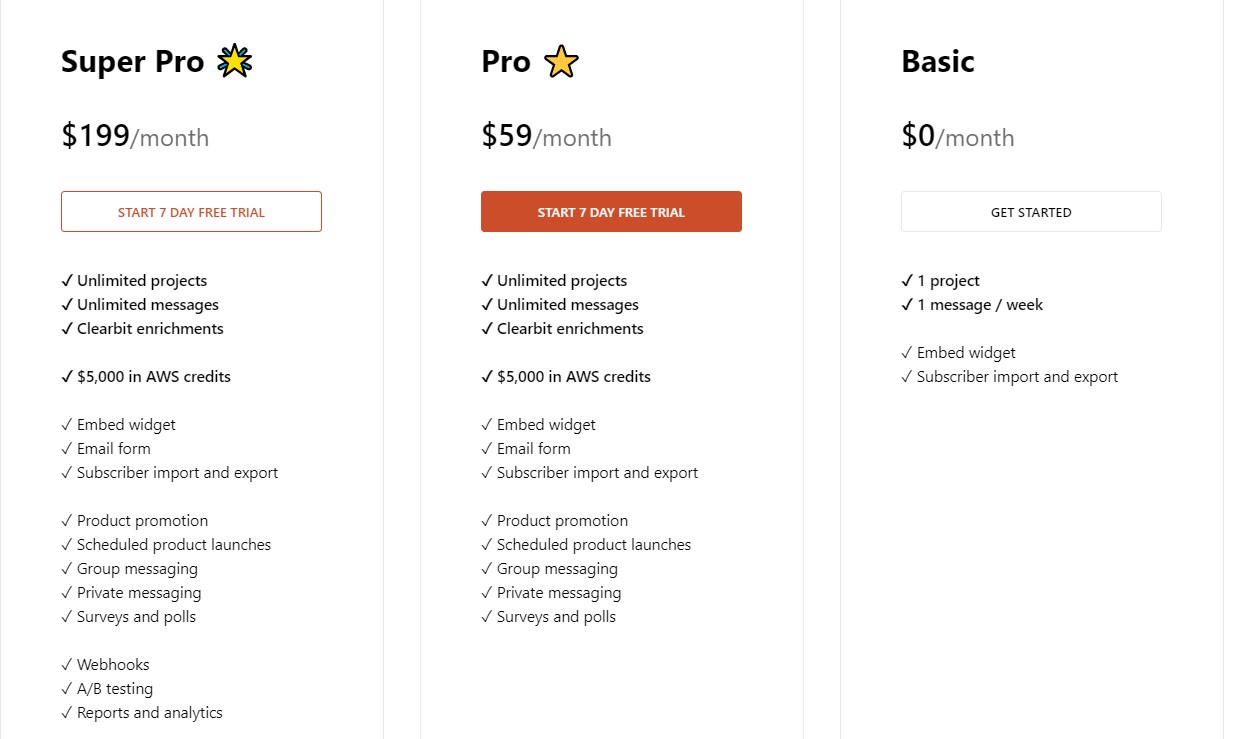 Super Pro
$199/month
START 7 DAY FREE TRIAL
✓ Unlimited projects
✓ Unlimited messages
✓ Clearbit enrichments
✓ $5,000 in AWS credits
✓ Embed widget
✓ Email form
✓ Subscriber import and export
✓ Product promotion
✓ Scheduled product launches
✓ Group messaging
✓ Private messaging
✓ Surveys and polls
✓ Webhooks
✓ A/B testing
✓ Reports and analytics
Pro
$59/month
START 7 DAY FREE TRIAL
✓ Unlimited projects
✓ Unlimited messages
✓ Clearbit enrichments
✓ $5,000 in AWS credits
✓ Embed widget
✓ Email form
✓ Subscriber import and export
✓ Product promotion
✓ Scheduled product launches
✓ Group messaging
✓ Private messaging
✓ Surveys and polls
Basic
$0/month
GET STARTED
✓ 1 project
✓ 1 message / week
✓ Embed widget
✓ Subscriber import and export